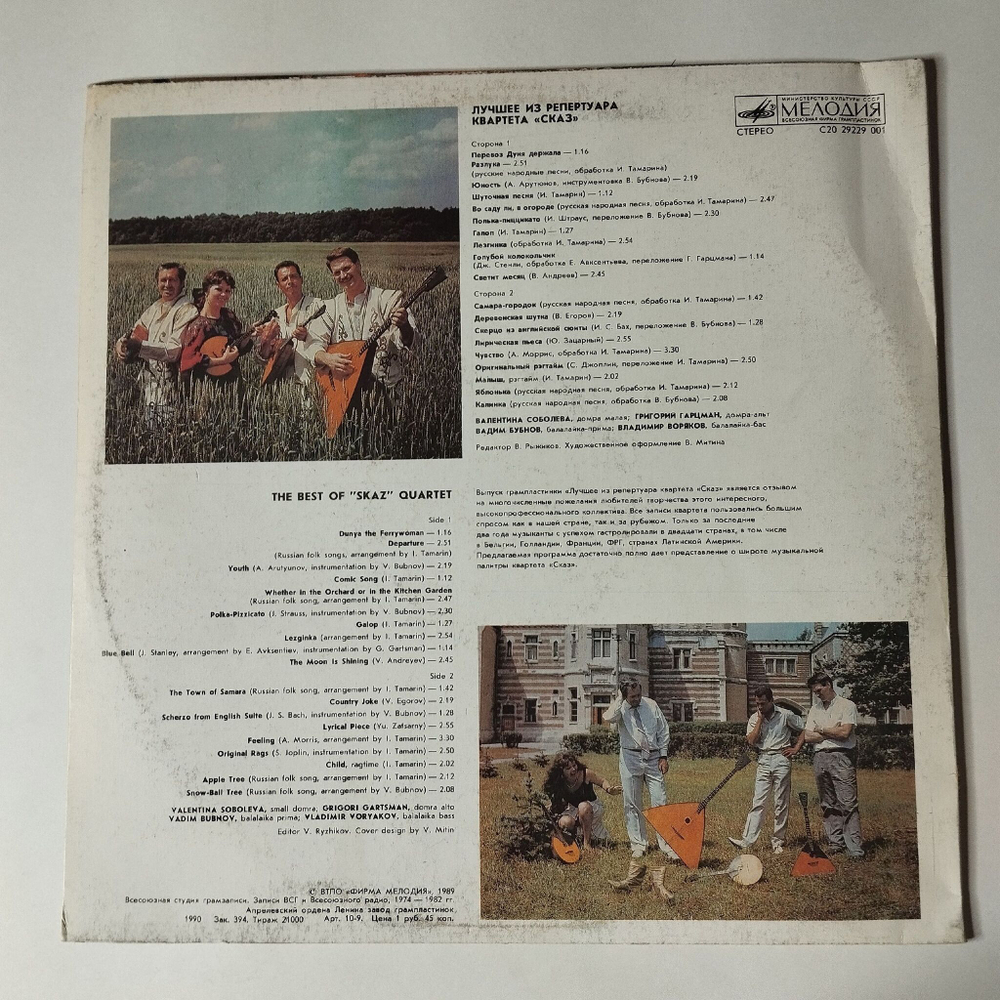 ЛУЧШЕЕ ИЗ РЕПЕРТУАРА
КВАРТЕТА «СКАЗ»
МИНИСТЕРСТВО КУЛЬТУРЫ СССР
МЕЛОДИЯ
ВСЕСОЮЗНАЯ ФИРМА ГРАМПЛАСТИНОК
СТЕРЕО С20 29229 001
Сторона 1
Перевоз Дуня держала — 1.16
Разлука — 2.51
(русские народные песни, обработка И. Тамарина)
Юность (А. Арутюнов, инструментовка В. Бубнова) — 2.19
Шуточная песня (И. Тамарин) — 1.12
Во саду ли, в огороде (русская народная песня, обработка И. Тамарина) — 2.47
Полька-пиццикато (И. Штраус, переложение В. Бубнова) — 2.30
Галоп (И. Тамарин) — 1.27
Лезгинка (обработка И. Тамарина) — 2.54
Голубой колокольчик
(Дж. Стенли, обработка Е. Авксентьева, переложение Г. Гарцмана) — 1.14
Светит месяц (В. Андреев) — 2.45
Сторона 2
Самара-городок (русская народная песня, обработка И. Тамарина) — 1.42
Деревенская шутка (В. Егоров) — 2.19
Скерцо из английской сюиты (И. С. Бах, переложение В. Бубнова) — 1.28
Лирическая пьеса (Ю. Зацарный) — 2.55
Чувство (А. Моррис, обработка И. Тамарина) — 3.30
Оригинальный рэгтайм (С. Джоплин, переложение И. Тамарина) — 2.50
Малыш, рэгтайм (И. Тамарин) — 2.02
Яблонька (русская народная песня, обработка И. Тамарина) — 2.12
Калинка (русская народная песня, обработка В. Бубнова) — 2.08
ВАЛЕНТИНА СОБОЛЕВА, домра малая; ГРИГОРИЙ ГАРЦМАН, домра-альт
ВАДИМ БУБНОВ, балалайка-прима; ВЛАДИМИР ВОРЯКОВ, балалайка-бас
Редактор В. Рыжиков. Художественное оформление В. Митина
Выпуск грампластинки «Лучшее из репертуара квартета «Сказ» является отзывом
на многочисленные пожелания любителей творчества этого интересного,
высокопрофессионального коллектива. Все записи квартета пользовались большим
спросом как в нашей стране, так и за рубежом. Только за последние
два года музыканты с успехом гастролировали в двадцати странах, в том числе
в Бельгии, Голландии, Франции, ФРГ, странах Латинской Америки.
Предлагаемая программа достаточно полно дает представление о широте музыкальной
палитры квартета «Сказ».
THE BEST OF "SKAZ" QUARTET
Side 1
Dunya the Ferrywoman — 1.16
Departure — 2.51
(Russian folk songs, arrangement by I. Tamarin)
Youth (A. Arutyunov, instrumentation by V. Bubnov) — 2.19
Comic Song (I. Tamarin) — 1.12
Whether in the Orchard or in the Kitchen Garden
(Russian folk song, arrangement by I. Tamarin) — 2.47
Polka-Pizzicato (I. Strauss, instrumentation by V. Bubnov) — 2.30
Galop (I. Tamarin) — 1.27
Lezginka (arrangement by I. Tamarin) — 2.54
Blue Bell (J. Stanley, arrangement by E. Avksentiev, instrumentation by G. Gartsman) — 1.14
The Moon Is Shining (V. Andreyev) — 2.45
Side 2
The Town of Samara (Russian folk song, arrangement by I. Tamarin) — 1.42
Country Joke (V. Egorov) — 2.19
Scherzo from English Suite (J. S. Bach, instrumentation by V. Bubnov) — 1.28
Lyrical Piece (Yu. Zatsarny) — 2.55
Feeling (A. Morris, arrangement by I. Tamarin) — 3.30
Original Rags (S. Joplin, instrumentation by I. Tamarin) — 2.50
Child, ragtime (I. Tamarin) — 2.02
Apple Tree (Russian folk song, arrangement by I. Tamarin) — 2.12
Snow-Ball Tree (Russian folk song, arrangement by V. Bubnov) — 2.08
VALENTINA SOBOLEVA, small domra, GRIGORI GARTSMAN, domra alto
VADIM BUBNOV, balalaika prima; VLADIMIR VORYAKOV, balalaika bass
Editor V. Ryzhikov. Cover design by V. Mitin
© ВТПО «ФИРМА МЕЛОДИЯ», 1989
Всесоюзная студия грамзаписи. Записи ВСГ и Всесоюзного радио, 1974 — 1982 гг.
Апрелевский ордена Ленина завод грампластинок
1990 Зак. 394. Тираж 21000 Арт. 10-9. Цена 1 руб. 45 коп.